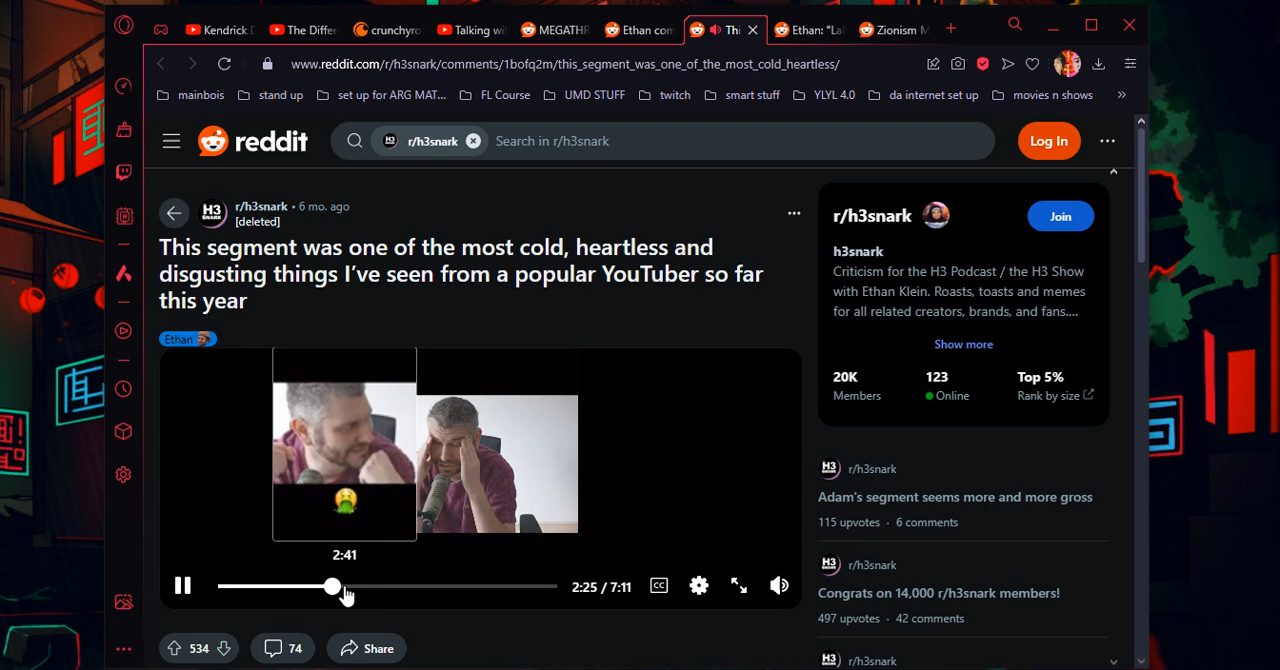 Kendrick
The Differ
crunchyro
Talking wi
MEGATHR
Ethan com
Thi
Ethan: "Lal
Zionism M
www.reddit.com/r/h3snark/comments/1bofq2m/this_segment_was_one_of_the_most_cold_heartless/
mainbois
stand up
set up for ARG MAT...
FL Course
UMD STUFF
twitch
smart stuff
YLYL 4.0
da internet set up
movies n shows
reddit
r/h3snark
Search in r/h3snark
Log In
H3 SNARK
r/h3snark • 6 mo. ago
[deleted]
This segment was one of the most cold, heartless and
disgusting things I've seen from a popular YouTuber so far
this year
Ethan
2:41
2:25 / 7:11
CC
534
74
Share
r/h3snark
Join
h3snark
Criticism for the H3 Podcast / the H3 Show
with Ethan Klein. Roasts, toasts and memes
for all related creators, brands, and fans....
Show more
20K
Members
123
Online
Top 5%
Rank by size
r/h3snark
Adam's segment seems more and more gross
115 upvotes · 6 comments
r/h3snark
Congrats on 14,000 r/h3snark members!
497 upvotes · 42 comments
r/h3snark